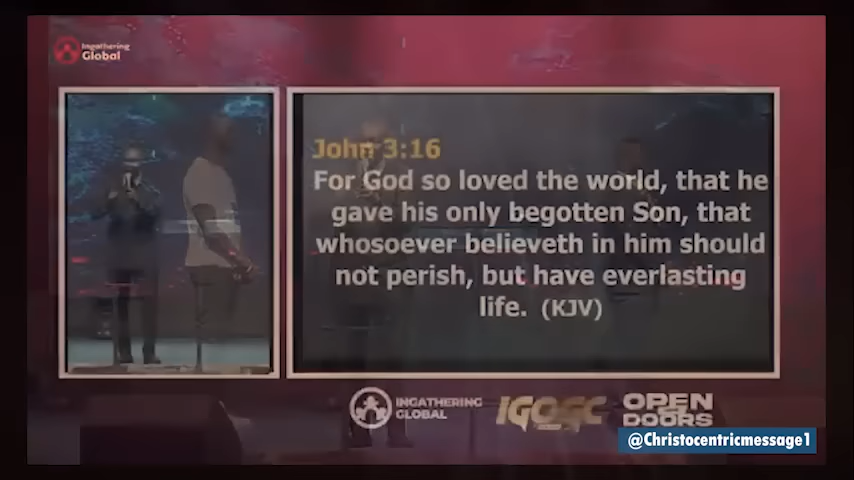 Ingathering
Global
John 3:16
For God so loved the world, that he
gave his only begotten Son, that
whosoever believeth in him should
not perish, but have everlasting
life. (KJV)
INGATHERING
GLOBAL
IGOSC
OPEN
DOORS
@Christocentricmessage1